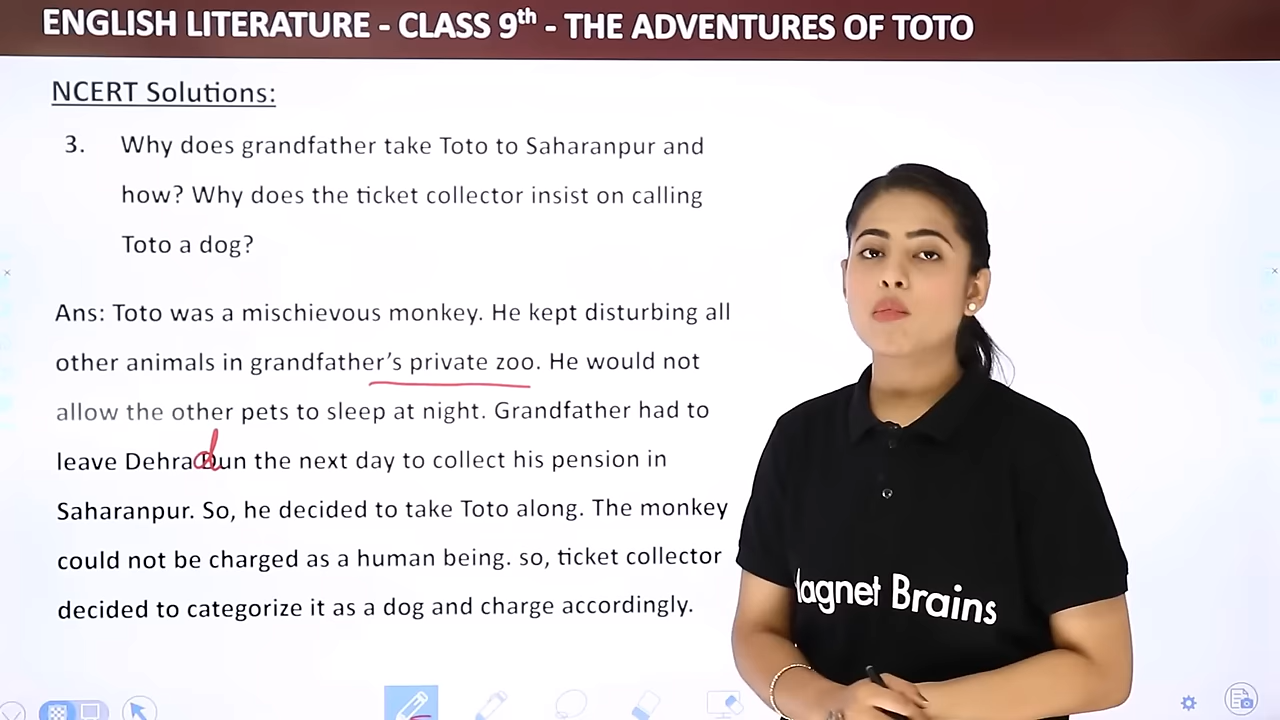 ENGLISH LITERATURE - CLASS 9th - THE ADVENTURES OF TOTO
NCERT Solutions:
3. Why does grandfather take Toto to Saharanpur and
how? Why does the ticket collector insist on calling
Toto a dog?
Ans: Toto was a mischievous monkey. He kept disturbing all
other animals in grandfather's private zoo. He would not
allow the other pets to sleep at night. Grandfather had to
leave Dehradun the next day to collect his pension in
Saharanpur. So, he decided to take Toto along. The monkey
could not be charged as a human being. so, ticket collector
decided to categorize it as a dog and charge accordingly.
Magnet Brains